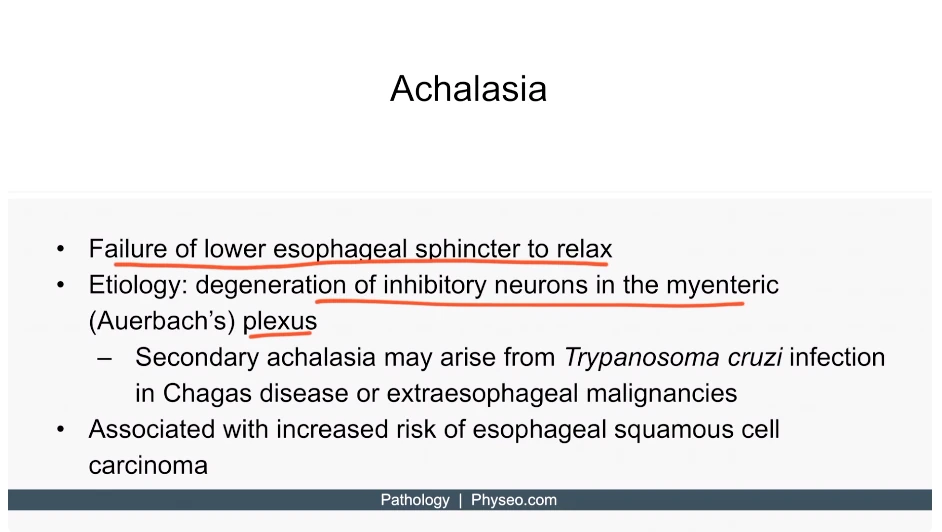 Achalasia
• Failure of lower esophageal sphincter to relax
• Etiology: degeneration of inhibitory neurons in the myenteric
(Auerbach's) plexus
– Secondary achalasia may arise from Trypanosoma cruzi infection
in Chagas disease or extraesophageal malignancies
• Associated with increased risk of esophageal squamous cell
carcinoma
Pathology | Physeo.com